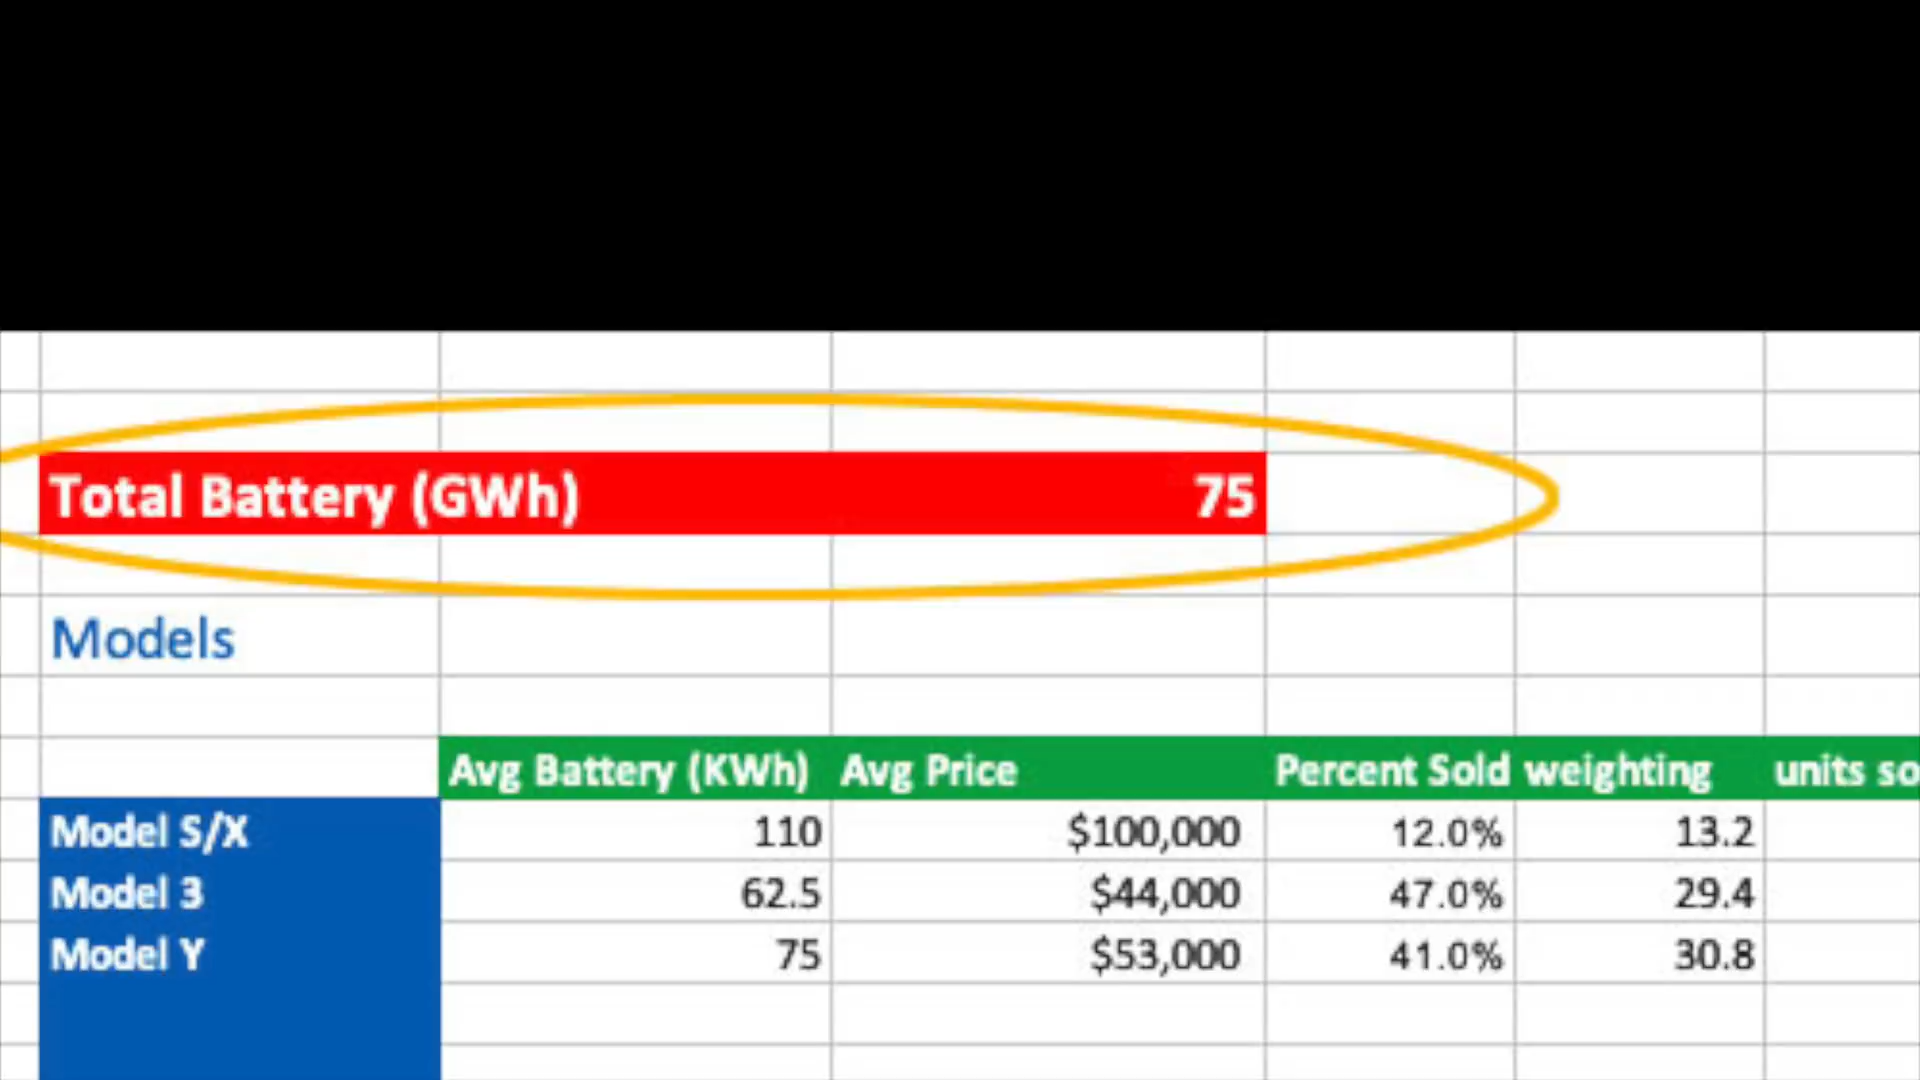 Total Battery (GWh) 75
Models
Avg Battery (KWh) Avg Price Percent Sold weighting units so
Model S/X 110 $100,000 12.0% 13.2
Model 3 62.5 $44,000 47.0% 29.4
Model Y 75 $53,000 41.0% 30.8